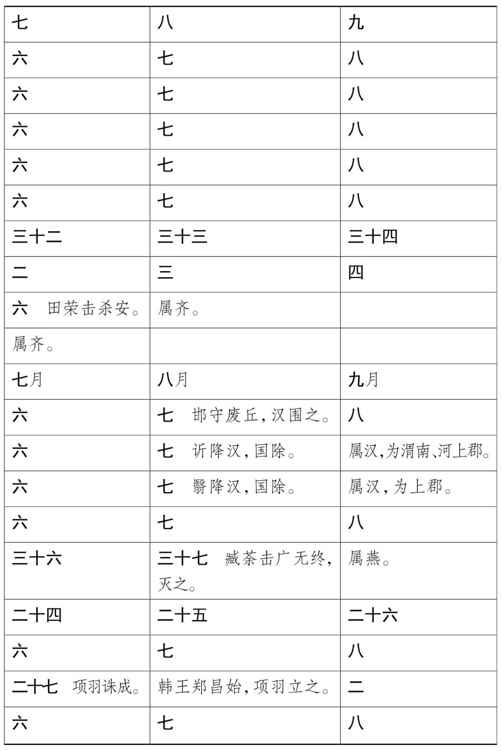 七 八 九
六 七 八
六 七 八
六 七 八
六 七 八
六 七 八
三十二 三十三 三十四
二 三 四
六 田荣击杀安。 属齐。
属齐。
七月 八月 九月
六 七 邯守废丘，汉围之。 八
六 七 䜣降汉，国除。 属汉，为渭南、河上郡。
六 七 翳降汉，国除。 属汉，为上郡。
六 七 八
三十六 三十七 臧荼击广无终， 属燕。
灭之。
二十四 二十五 二十六
六 七 八
二十七 项羽诛成。 韩王郑昌始，项羽立之。 二
六 七 八